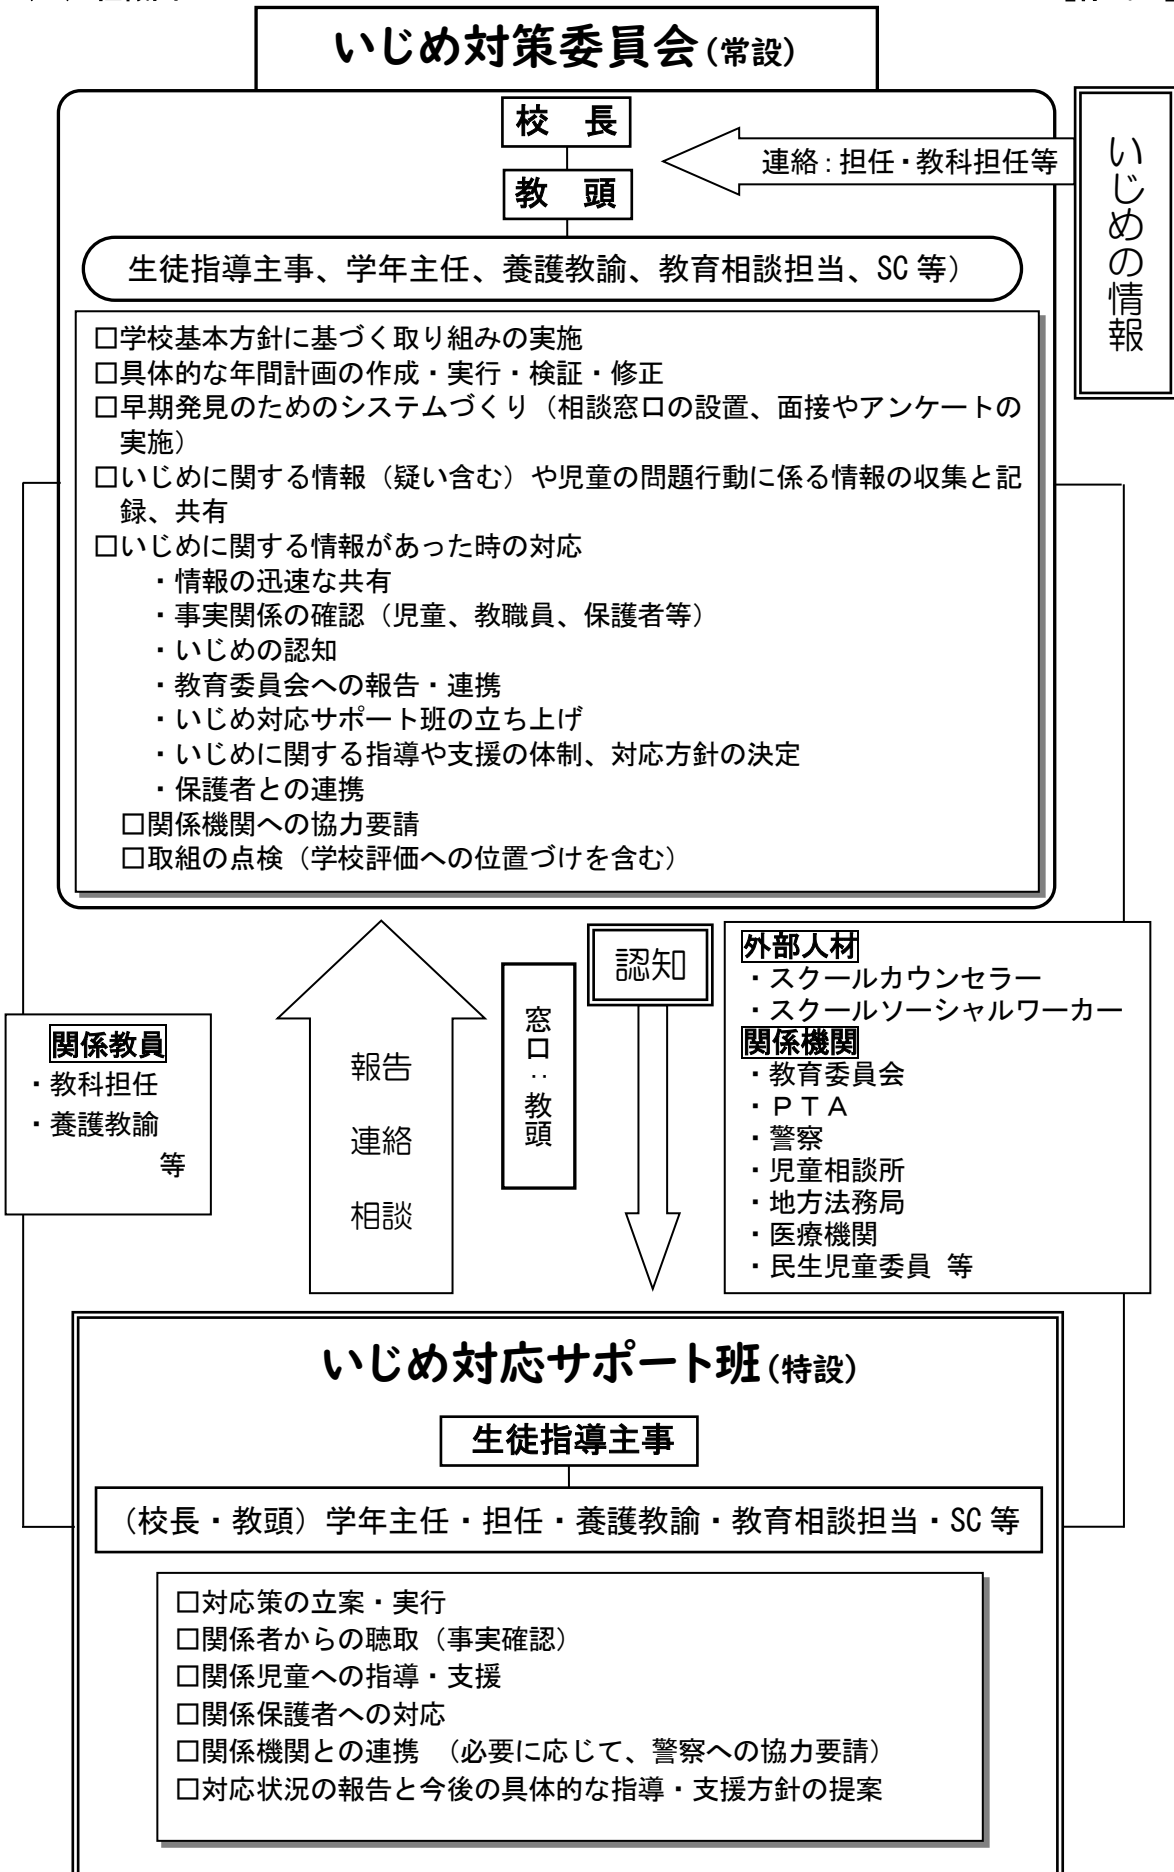 いじめ対策委員会(常設)
校 長
連絡：担任・教科担任等
いじめの情報
教 頭
生徒指導主事、学年主任、養護教諭、教育相談担当、SC 等）
□学校基本方針に基づく取り組みの実施
□具体的な年間計画の作成・実行・検証・修正
□早期発見のためのシステムづくり（相談窓口の設置、面接やアンケートの
実施）
□いじめに関する情報（疑い含む）や児童の問題行動に係る情報の収集と記
録、共有
□いじめに関する情報があった時の対応
・情報の迅速な共有
・事実関係の確認（児童、教職員、保護者等）
・いじめの認知
・教育委員会への報告・連携
・いじめ対応サポート班の立ち上げ
・いじめに関する指導や支援の体制、対応方針の決定
・保護者との連携
□関係機関への協力要請
□取組の点検（学校評価への位置づけを含む）
関係教員
・教科担任
・養護教諭
等
報告
連絡
相談
窓口：教頭
認知
外部人材
・スクールカウンセラー
・スクールソーシャルワーカー
関係機関
・教育委員会
・ＰＴＡ
・警察
・児童相談所
・地方法務局
・医療機関
・民生児童委員 等
いじめ対応サポート班(特設)
生徒指導主事
（校長・教頭）学年主任・担任・養護教諭・教育相談担当・SC 等
□対応策の立案・実行
□関係者からの聴取（事実確認）
□関係児童への指導・支援
□関係保護者への対応
□関係機関との連携 （必要に応じて、警察への協力要請）
□対応状況の報告と今後の具体的な指導・支援方針の提案